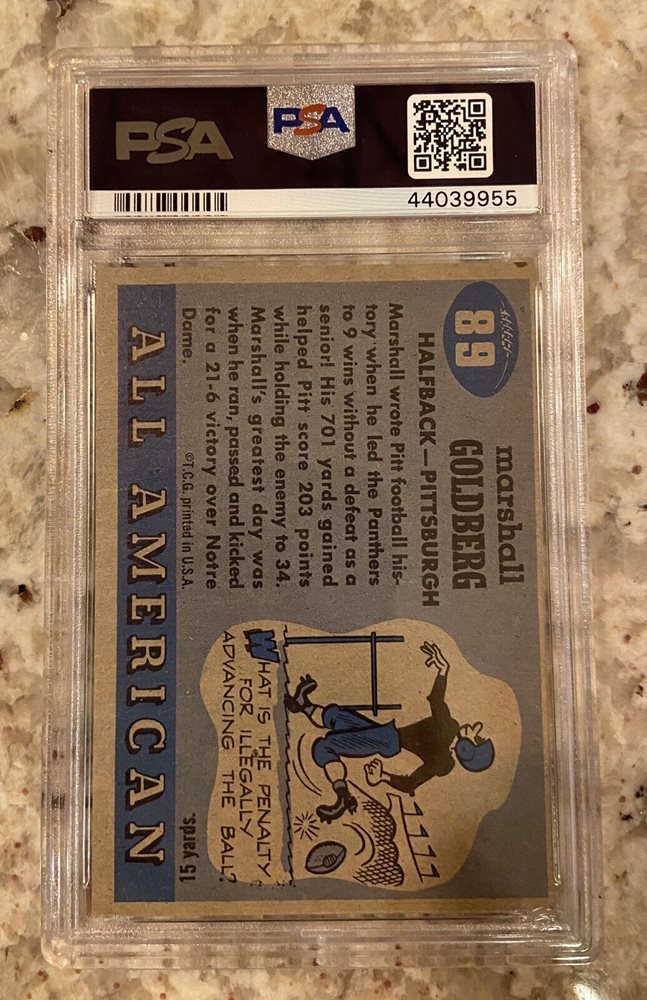 PSA
PSA
44039955
89
marshall
GOLDBERG
HALFBACK — PITTSBURGH
Marshall wrote Pitt football his-
tory when he led the Panthers
to 9 wins without a defeat as a
senior! His 701 yards gained
helped Pitt score 203 points
while holding the enemy to 34.
Marshall's greatest day was
when he ran, passed and kicked
for a 21-6 victory over Notre
Dame.
©T.C.G. printed in U.S.A.
WHAT IS THE PENALTY
FOR ILLEGALLY
ADVANCING THE BALL?
15 yards.
ALL AMERICAN